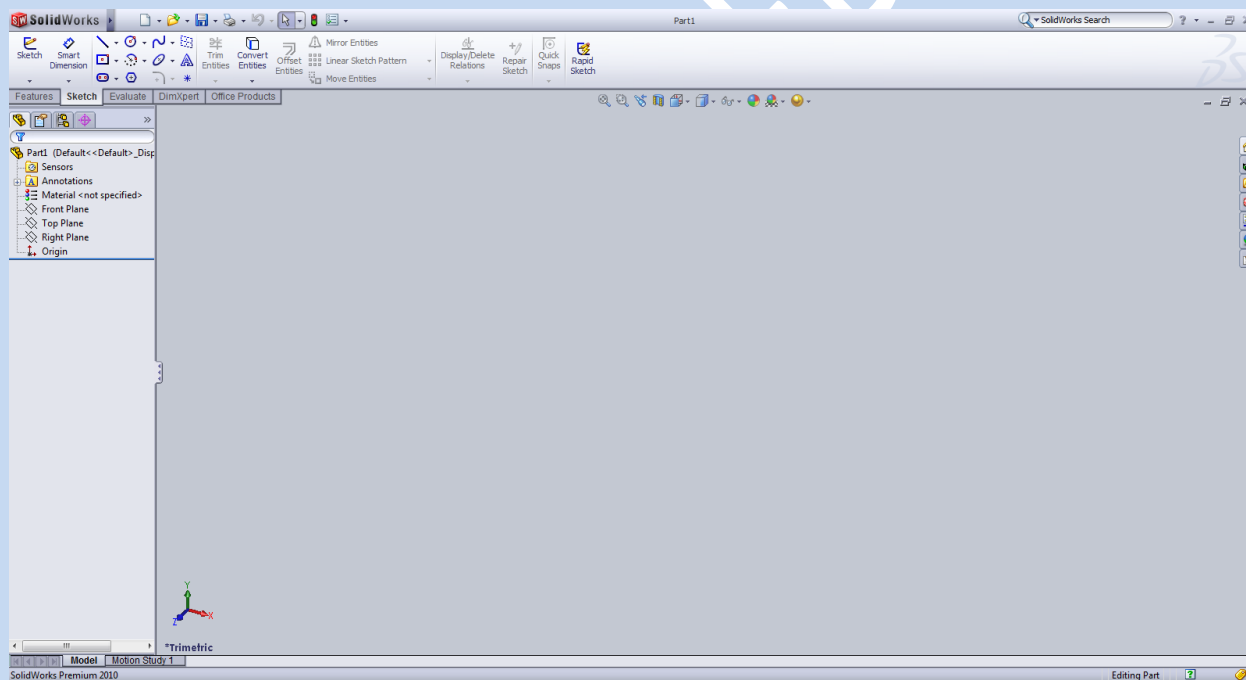 SolidWorks
Part1
SolidWorks Search
?
Sketch
Smart Dimension
Trim Entities
Convert Entities
Offset Entities
Mirror Entities
Linear Sketch Pattern
Move Entities
Display/Delete Relations
Repair Sketch
Quick Snaps
Rapid Sketch
Features Sketch Evaluate DimXpert Office Products
Part1 (Default<<Default>_Disp
Sensors
A Annotations
Material <not specified>
Front Plane
Top Plane
Right Plane
Origin
Y
X
Z
*Trimetric
Model Motion Study 1
SolidWorks Premium 2010
Editing Part
?